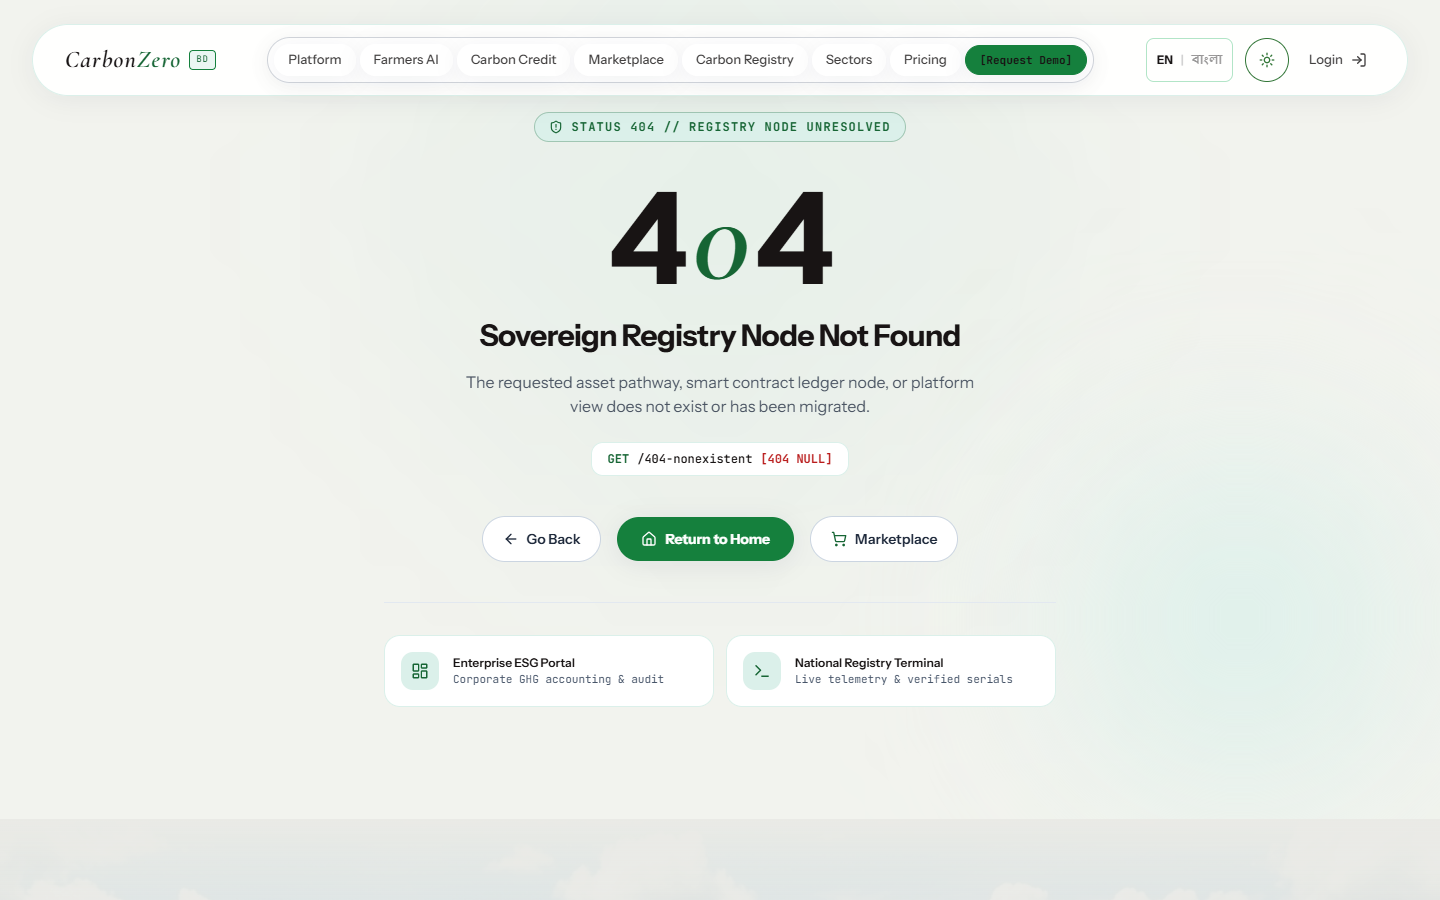 CarbonZero BD
Platform Farmers AI Carbon Credit Marketplace Carbon Registry Sectors Pricing [Request Demo]
EN | বাংলা
Login
STATUS 404 // REGISTRY NODE UNRESOLVED
404
Sovereign Registry Node Not Found
The requested asset pathway, smart contract ledger node, or platform
view does not exist or has been migrated.
GET /404-nonexistent [404 NULL]
Go Back Return to Home Marketplace
Enterprise ESG Portal
Corporate GHG accounting & audit
National Registry Terminal
Live telemetry & verified serials